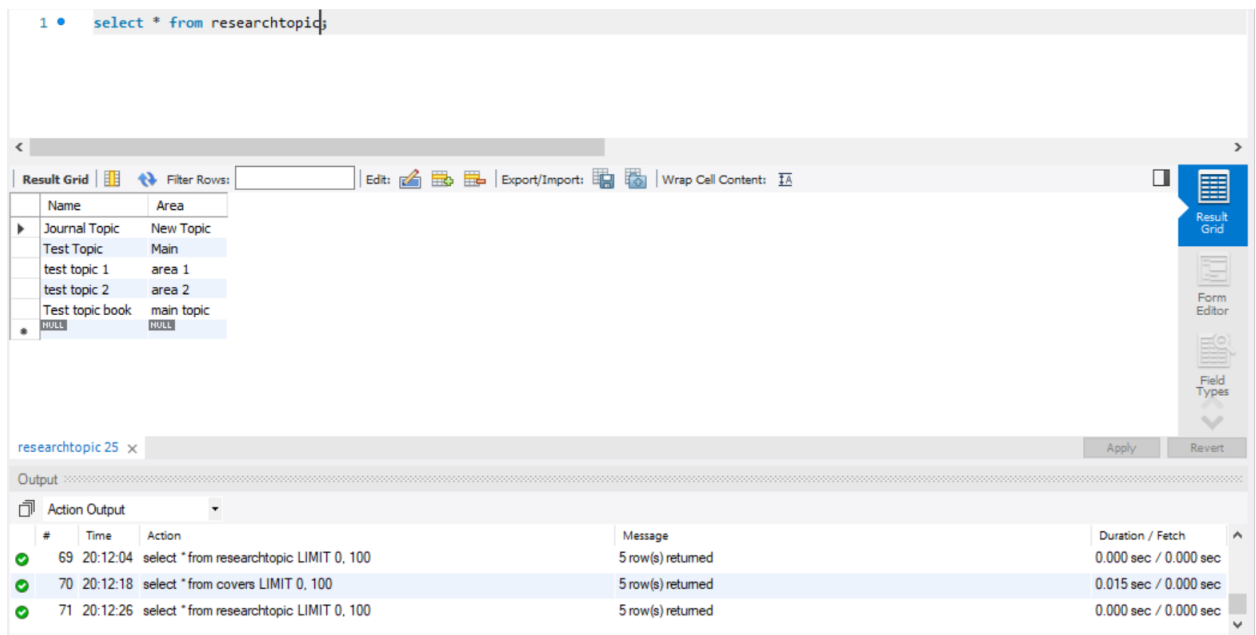 1 select * from researchtopic;
Result Grid Filter Rows: Edit: Export/Import: Wrap Cell Content: IA
Name Area
Journal Topic New Topic
Test Topic Main
test topic 1 area 1
test topic 2 area 2
Test topic book main topic
NULL NULL
Result
Grid
Form
Editor
Field
Types
researchtopic 25 Apply Revert
Output
Action Output
# Time Action Message Duration / Fetch
69 20:12:04 select * from researchtopic LIMIT 0, 100 5 row(s) returned 0.000 sec / 0.000 sec
70 20:12:18 select * from covers LIMIT 0, 100 5 row(s) returned 0.015 sec / 0.000 sec
71 20:12:26 select * from researchtopic LIMIT 0, 100 5 row(s) returned 0.000 sec / 0.000 sec